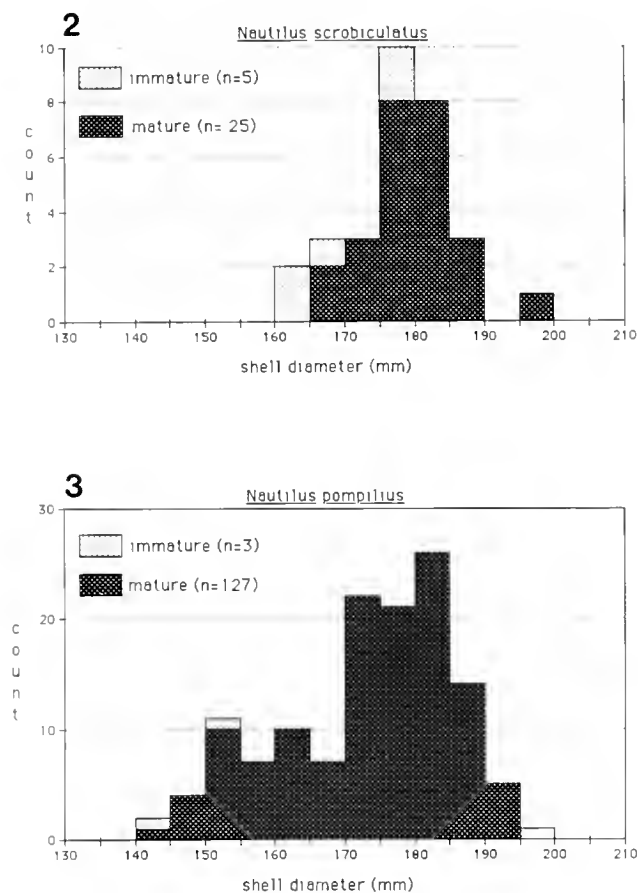 2
Nautilus scrobiculatus
10
8
6
4
2
0
count
immature (n=5)
mature (n= 25)
130 140 150 160 170 180 190 200 210
shell diameter (mm)
3
Nautilus pompilius
30
20
10
0
count
immature (n=3)
mature (n=127)
130 140 150 160 170 180 190 200 210
shell diameter (mm)